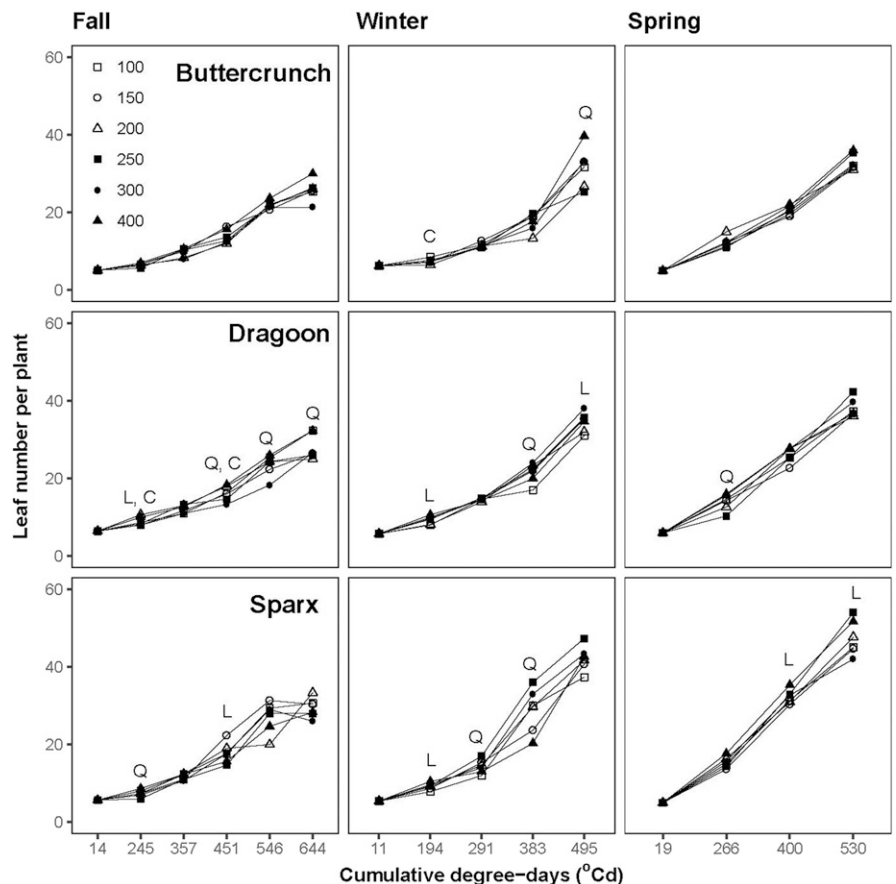 Fall Winter Spring
Buttercrunch
100
150
200
250
300
400
60
40
20
0
C
Q
Leaf number per plant
Dragoon
60
40
20
0
L, C
Q, C
Q
Q
L
Q
L
Q
Sparx
60
40
20
0
Q
L
L
Q
Q
L
L
14 245 357 451 546 644
11 194 291 383 495
19 266 400 530
Cumulative degree-days (°Cd)